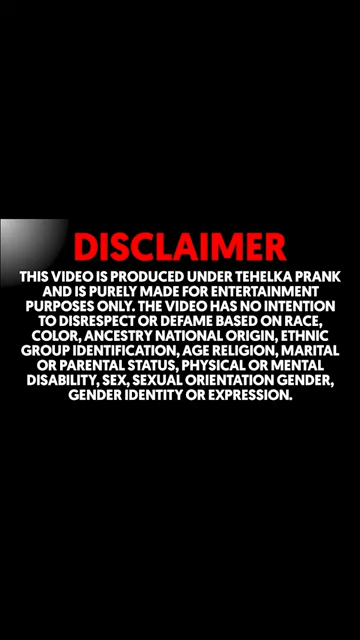 DISCLAIMER
THIS VIDEO IS PRODUCED UNDER TEHELKA PRANK
AND IS PURELY MADE FOR ENTERTAINMENT
PURPOSES ONLY. THE VIDEO HAS NO INTENTION
TO DISRESPECT OR DEFAME BASED ON RACE,
COLOR, ANCESTRY NATIONAL ORIGIN, ETHNIC
GROUP IDENTIFICATION, AGE RELIGION, MARITAL
OR PARENTAL STATUS, PHYSICAL OR MENTAL
DISABILITY, SEX, SEXUAL ORIENTATION GENDER,
GENDER IDENTITY OR EXPRESSION.